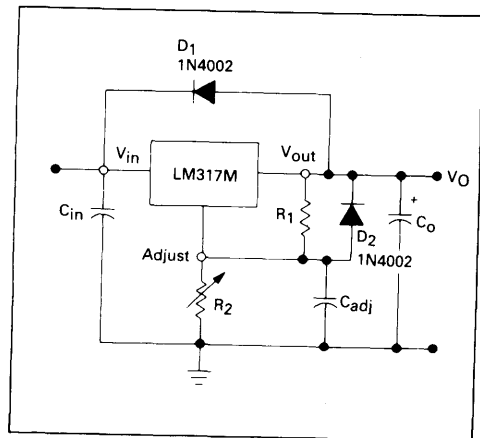 D1
1N4002
Vin
LM317M
Vout
VO
Cin
R1
+
Co
D2
1N4002
Adjust
R2
Cadj